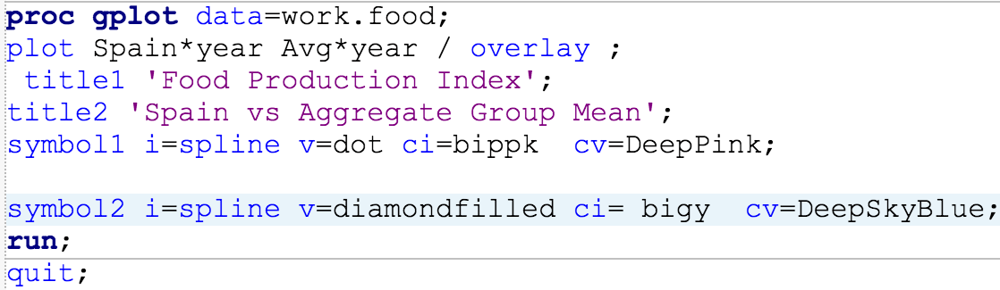 proc gplot data=work.food;
plot Spain*year Avg*year / overlay ;
title1 'Food Production Index';
title2 'Spain vs Aggregate Group Mean';
symbol1 i=spline v=dot ci=bippk  cv=DeepPink;
symbol2 i=spline v=diamondfilled ci= bigy  cv=DeepSkyBlue;
run;
quit;